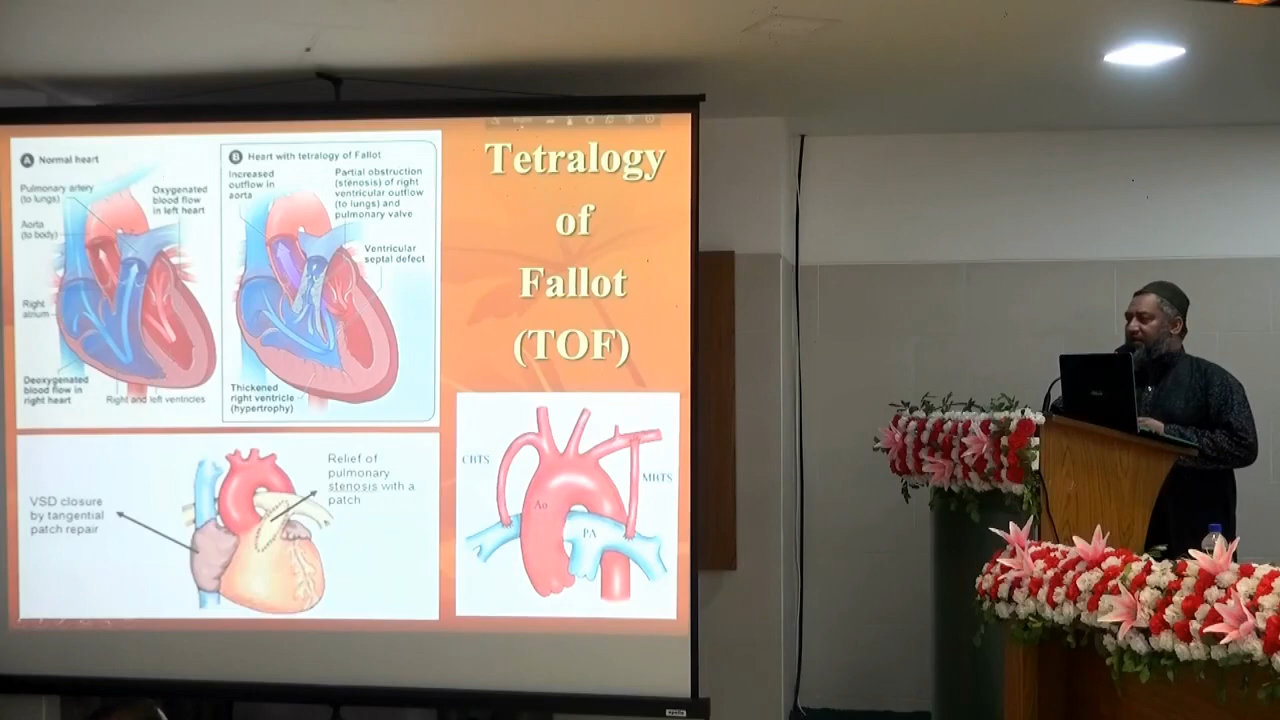 A Normal heart
Pulmonary artery
(to lungs)
Oxygenated
blood flow
in left heart
Aorta
(to body)
Right
atrium
Deoxygenated
blood flow in
right heart
Right and left ventricles
B Heart with tetralogy of Fallot
Increased
outflow in
aorta
Partial obstruction
(stenosis) of right
ventricular outflow
(to lungs) and
pulmonary valve
Ventricular
septal defect
Thickened
right ventricle
(hypertrophy)
Tetralogy
of
Fallot
(TOF)
VSD closure
by tangential
patch repair
Relief of
pulmonary
stenosis with a
patch
CBTS
MBTS
Ao
PA